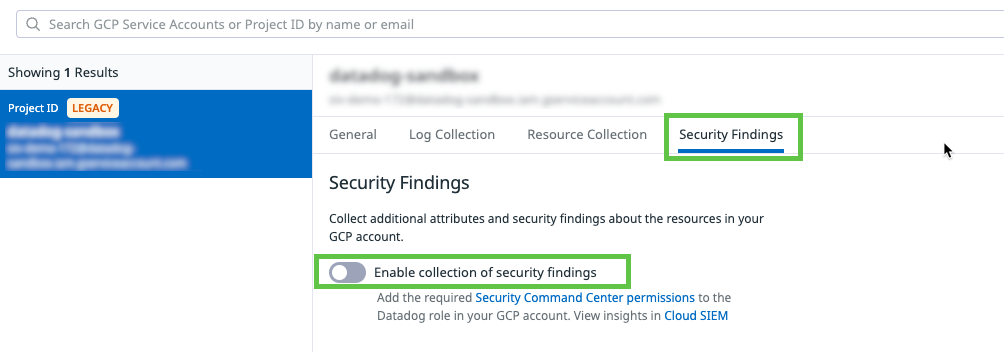 Search GCP Service Accounts or Project ID by name or email
Showing 1 Results
Project ID LEGACY
General Log Collection Resource Collection Security Findings
Security Findings
Collect additional attributes and security findings about the resources in your
GCP account.
Enable collection of security findings
Add the required Security Command Center permissions to the
Datadog role in your GCP account. View insights in Cloud SIEM